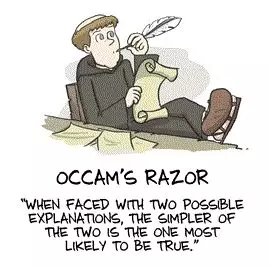 OCCAM'S RAZOR
"WHEN FACED WITH TWO POSSIBLE
EXPLANATIONS, THE SIMPLER OF
THE TWO IS THE ONE MOST
LIKELY TO BE TRUE."